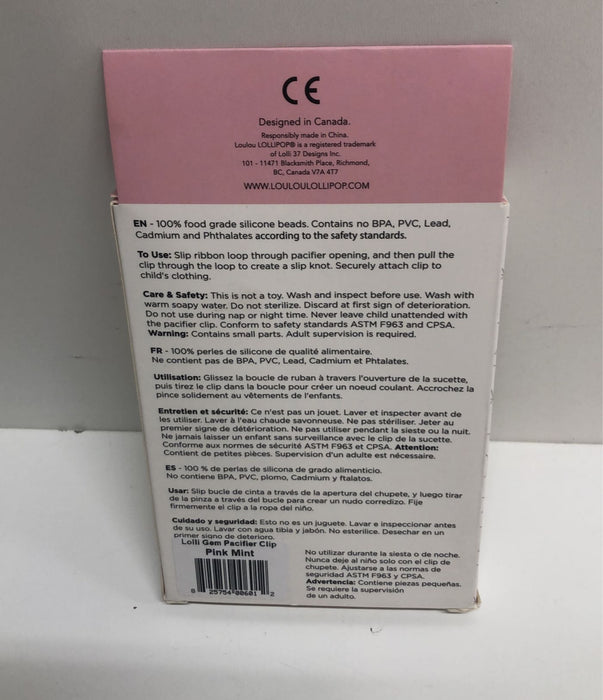 CE
Designed in Canada.
Responsibly made in China.
Loulou LOLLIPOP® is a registered trademark
of Lolli 37 Designs Inc.
101 - 11471 Blacksmith Place, Richmond,
BC, Canada V7A 4T7
WWW.LOULOULOLLIPOP.COM
EN - 100% food grade silicone beads. Contains no BPA, PVC, Lead,
Cadmium and Phthalates according to the safety standards.
To Use: Slip ribbon loop through pacifier opening, and then pull the
clip through the loop to create a slip knot. Securely attach clip to
child's clothing.
Care & Safety: This is not a toy. Wash and inspect before use. Wash with
warm soapy water. Do not sterilize. Discard at first sign of deterioration.
Do not use during nap or night time. Never leave child unattended with
the pacifier clip. Conform to safety standards ASTM F963 and CPSA.
Warning: Contains small parts. Adult supervision is required.
FR - 100% perles de silicone de qualité alimentaire.
Ne contient pas de BPA, PVC, Lead, Cadmium et Phtalates.
Utilisation: Glissez la boucle de ruban à travers l'ouverture de la sucette,
puis tirez le clip dans la boucle pour créer un noeud coulant. Accrochez la
pince solidement au vêtements de l'enfants.
Entretien et sécurité: Ce n'est pas un jouet. Laver et inspecter avant de
les utiliser. Laver à l'eau chaude savonneuse. Ne pas stériliser. Jeter au
premier signe de détérioration. Ne pas utiliser pendant la sieste ou la nuit.
Ne jamais laisser un enfant sans surveillance avec le clip de la sucette.
Conforme aux normes de sécurité ASTM F963 et CPSA. Attention:
Contient de petites pièces. Supervision d'un adulte est nécessaire.
ES - 100 % de perlas de silicona de grado alimenticio.
No contiene BPA, PVC, plomo, Cadmium y ftalatos.
Usar: Slip bucle de cinta a través de la apertura del chupete, y luego tirar
de la pinza a través del bucle para crear un nudo corredizo. Fije
firmemente el clip a la ropa del niño.
Cuidado y seguridad: Esto no es un juguete. Lavar e inspeccionar antes
de su uso. Lavar con agua tibia y jabón. No esterilice. Desechar en un
primer signo de deterioro.
Lolli Gem Pacifier Clip
Pink Mint
8 25754 00601 2
No utilizar durante la siesta o de noche.
Nunca deje al niño solo con el clip de
chupete. Ajustarse a las normas de
seguridad ASTM F963 y CPSA.
Advertencia: Contiene piezas pequeñas.
Se requiere la supervisión
de un adulto.